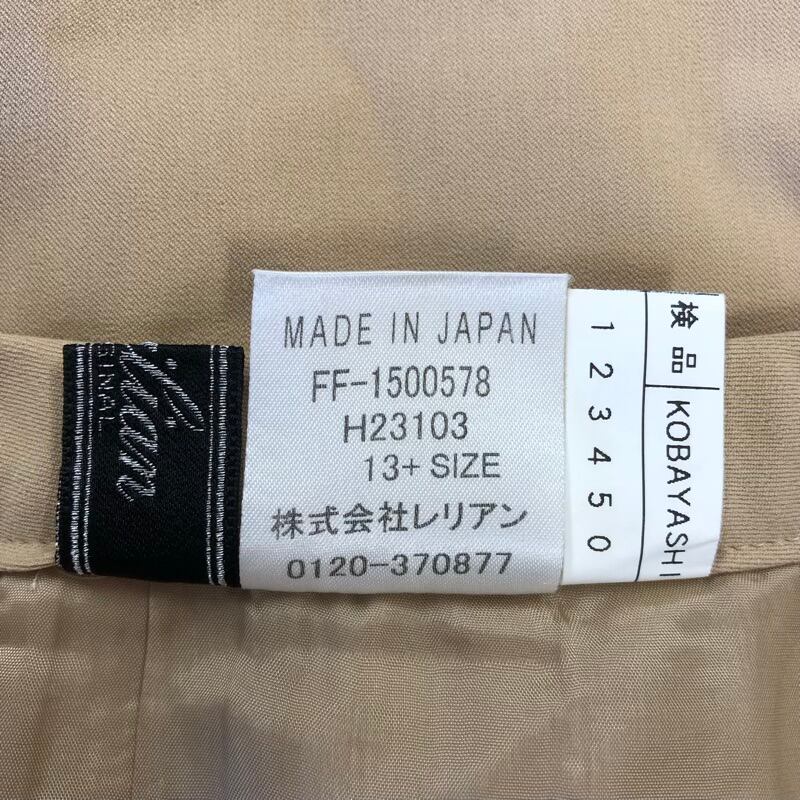 MADE IN JAPAN
FF-1500578
H23103
13+ SIZE
株式会社レリアン
0120-370877
検品
KOBAYASHI
1 2 3 4 5 0